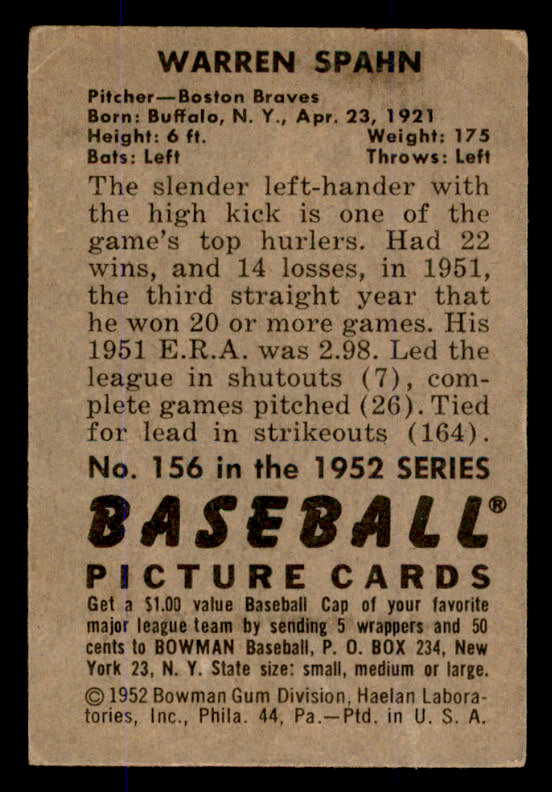 WARREN SPAHN
Pitcher—Boston Braves
Born: Buffalo, N. Y., Apr. 23, 1921
Height: 6 ft. Weight: 175
Bats: Left Throws: Left
The slender left-hander with
the high kick is one of the
game's top hurlers. Had 22
wins, and 14 losses, in 1951,
the third straight year that
he won 20 or more games. His
1951 E.R.A. was 2.98. Led the
league in shutouts (7), com-
plete games pitched (26). Tied
for lead in strikeouts (164).
No. 156 in the 1952 SERIES
BASEBALL®
PICTURE CARDS
Get a $1.00 value Baseball Cap of your favorite
major league team by sending 5 wrappers and 50
cents to BOWMAN Baseball, P. O. BOX 234, New
York 23, N. Y. State size: small, medium or large.
© 1952 Bowman Gum Division, Haelan Labora-
tories, Inc., Phila. 44, Pa.—Ptd. in U. S. A.